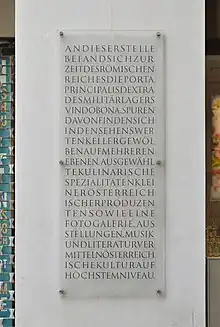 ANDIESERSTELLE
BEFANDSICHZUR
ZEITDESRÖMISCHEN
REICHESDIEPORTA
PRINCIPALISDEXTRA
DESMILITÄRLAGERS
VINDOBONA.SPUREN
DAVONFINDENSICH
INDENSEHENSWER
TENKELLERGEWÖL
BENAUFMEHREREN
EBENEN.AUSGEWÄHL
TEKULINARISCHE
SPEZIALITÄTENKLEI
NERÖSTERREICH
ISCHERPRODUZEN
TENSOWIEEINE
FOTOGALERIE,AUS
STELLUNGEN,MUSIK
UNDLITERATURVER
MITTELNÖSTERREICH
ISCHEKULTURAUF
HÖCHSTEMNIVEAU.